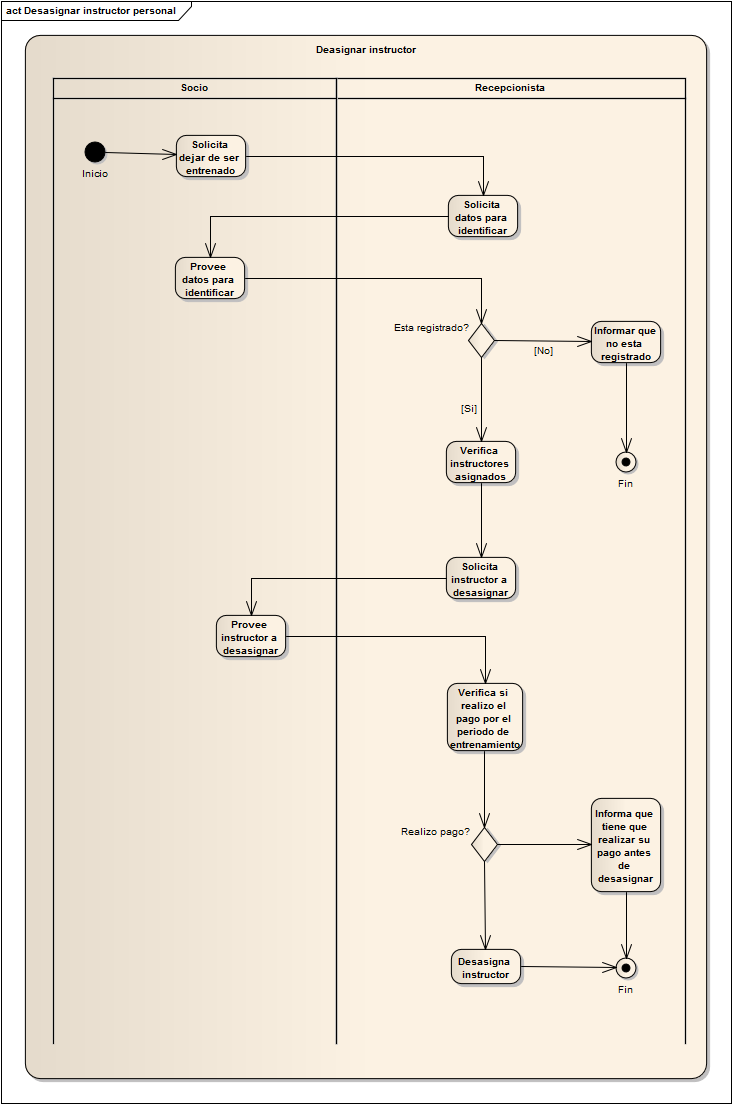 act Desasignar instructor personal
Deasignar instructor
Socio
Recepcionista
Inicio
Solicita
dejar de ser
entrenado
Solicita
datos para
identificar
Provee
datos para
identificar
Esta registrado?
[No]
Informar que
no esta
registrado
[Si]
Fin
Verifica
instructores
asignados
Solicita
instructor a
desasignar
Provee
instructor a
desasignar
Verifica si
realizo el
pago por el
periodo de
entrenamiento
Realizo pago?
Informa que
tiene que
realizar su
pago antes
de
desasignar
Desasigna
instructor
Fin